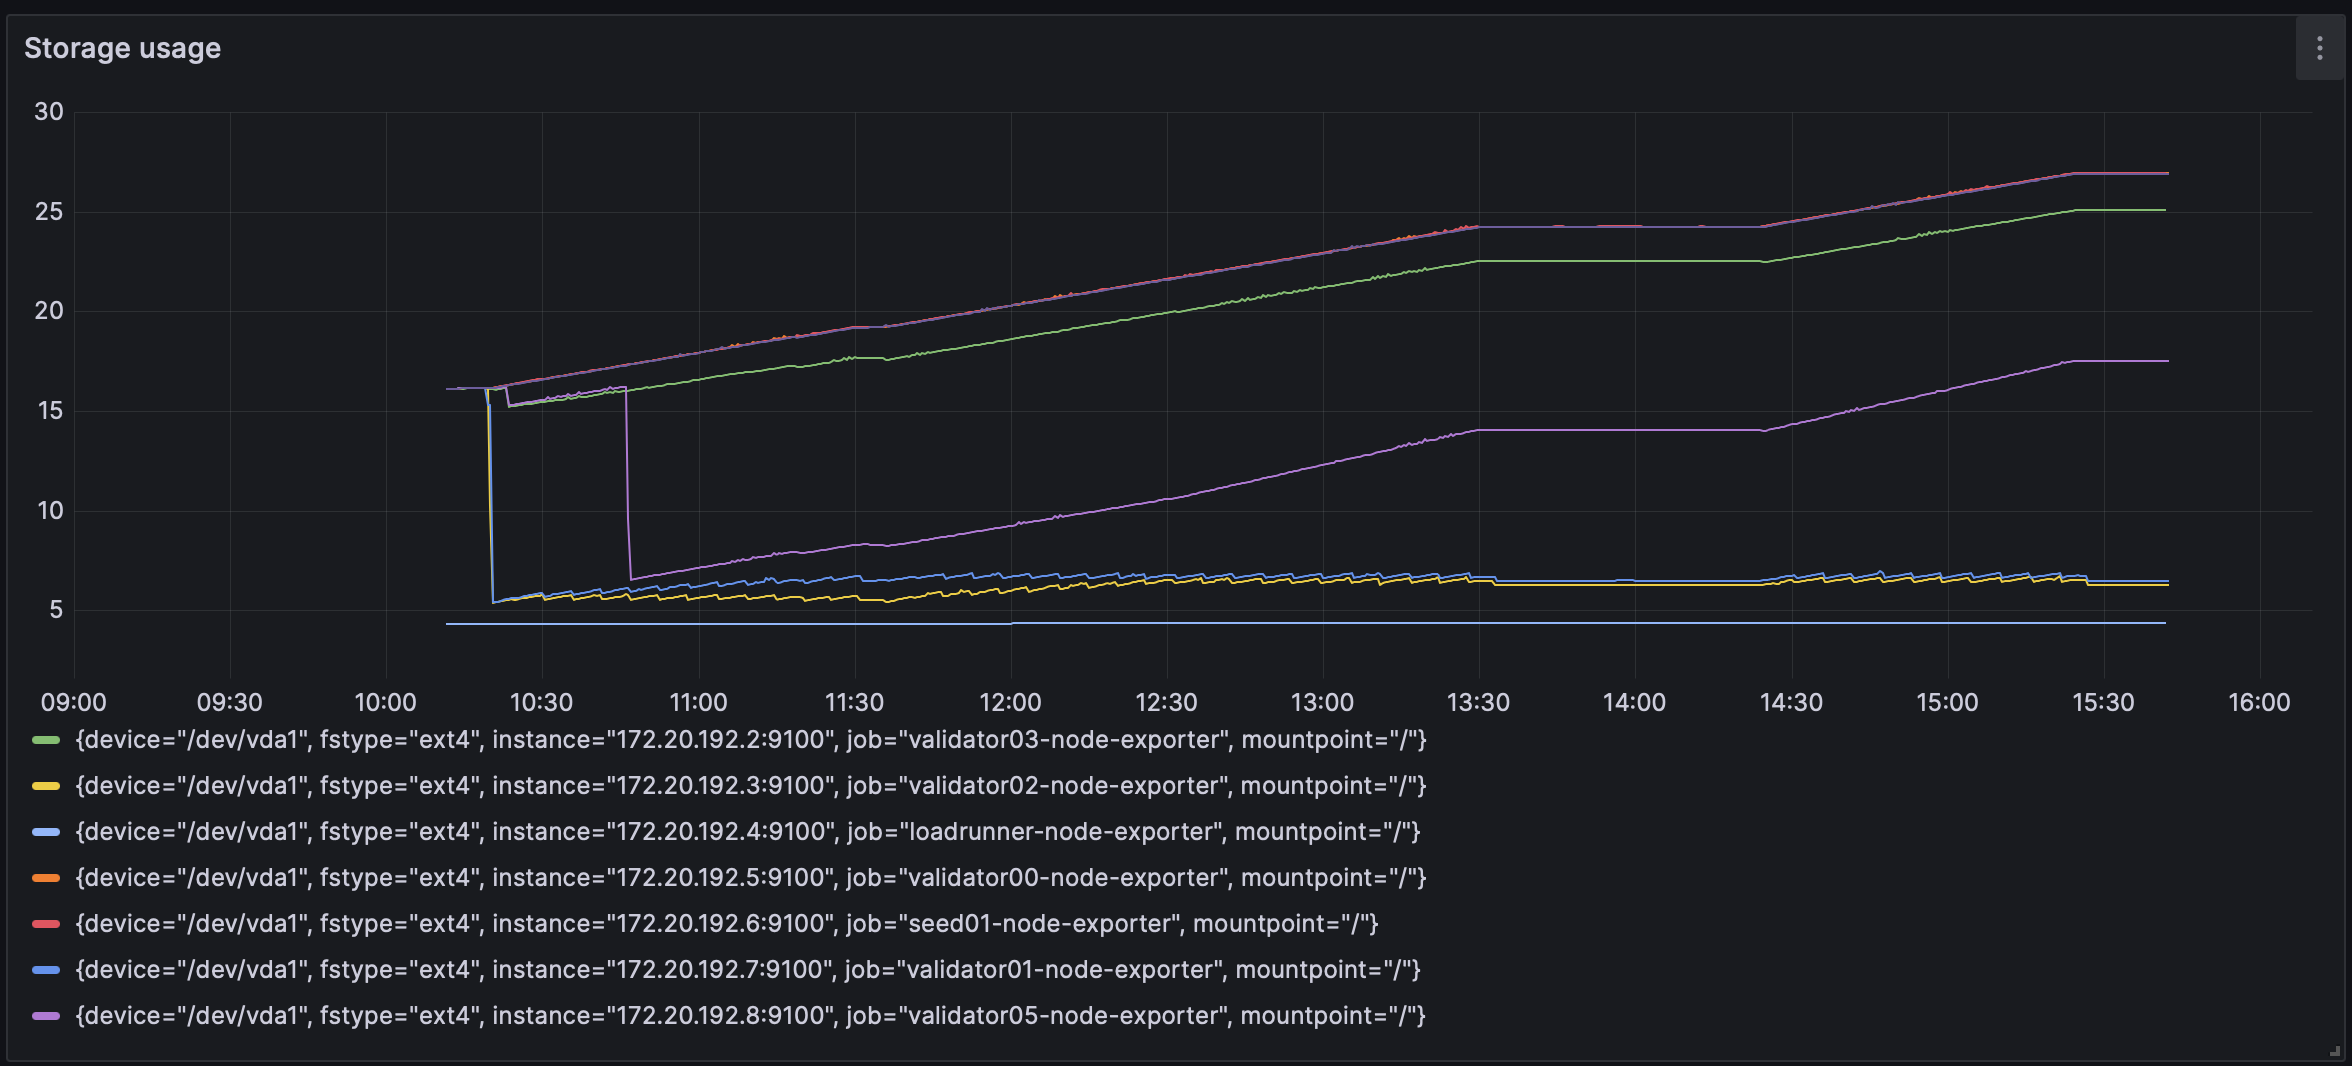 Storage usage
30
25
20
15
10
5
09:00 09:30 10:00 10:30 11:00 11:30 12:00 12:30 13:00 13:30 14:00 14:30 15:00 15:30 16:00
{device="/dev/vda1", fstype="ext4", instance="172.20.192.2:9100", job="validator03-node-exporter", mountpoint="/"}
{device="/dev/vda1", fstype="ext4", instance="172.20.192.3:9100", job="validator02-node-exporter", mountpoint="/"}
{device="/dev/vda1", fstype="ext4", instance="172.20.192.4:9100", job="loadrunner-node-exporter", mountpoint="/"}
{device="/dev/vda1", fstype="ext4", instance="172.20.192.5:9100", job="validator00-node-exporter", mountpoint="/"}
{device="/dev/vda1", fstype="ext4", instance="172.20.192.6:9100", job="seed01-node-exporter", mountpoint="/"}
{device="/dev/vda1", fstype="ext4", instance="172.20.192.7:9100", job="validator01-node-exporter", mountpoint="/"}
{device="/dev/vda1", fstype="ext4", instance="172.20.192.8:9100", job="validator05-node-exporter", mountpoint="/"}